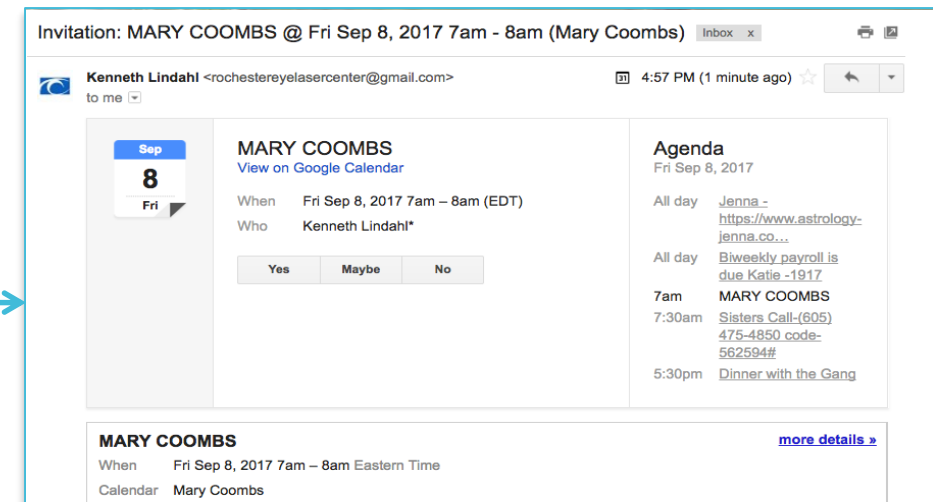 Invitation: MARY COOMBS @ Fri Sep 8, 2017 7am - 8am (Mary Coombs) Inbox x
Kenneth Lindahl <rochestereyelasercenter@gmail.com> 31 4:57 PM (1 minute ago)
to me
Sep
8
Fri
MARY COOMBS
View on Google Calendar
When Fri Sep 8, 2017 7am – 8am (EDT)
Who Kenneth Lindahl*
Yes Maybe No
Agenda
Fri Sep 8, 2017
All day Jenna -
https://www.astrology-
jenna.co…
All day Biweekly payroll is
due Katie -1917
7am MARY COOMBS
7:30am Sisters Call-(605)
475-4850 code-
562594#
5:30pm Dinner with the Gang
MARY COOMBS more details »
When Fri Sep 8, 2017 7am – 8am Eastern Time
Calendar Mary Coombs